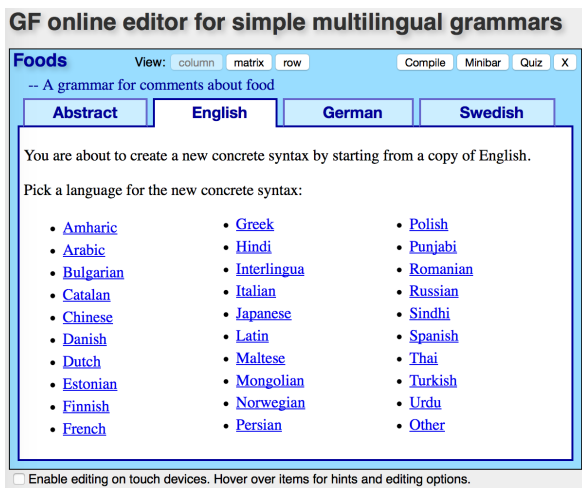 GF online editor for simple multilingual grammars
Foods View: column matrix row Compile Minibar Quiz X
-- A grammar for comments about food
Abstract English German Swedish
You are about to create a new concrete syntax by starting from a copy of English.
Pick a language for the new concrete syntax:
• Amharic
• Arabic
• Bulgarian
• Catalan
• Chinese
• Danish
• Dutch
• Estonian
• Finnish
• French
• Greek
• Hindi
• Interlingua
• Italian
• Japanese
• Latin
• Maltese
• Mongolian
• Norwegian
• Persian
• Polish
• Punjabi
• Romanian
• Russian
• Sindhi
• Spanish
• Thai
• Turkish
• Urdu
• Other
Enable editing on touch devices. Hover over items for hints and editing options.